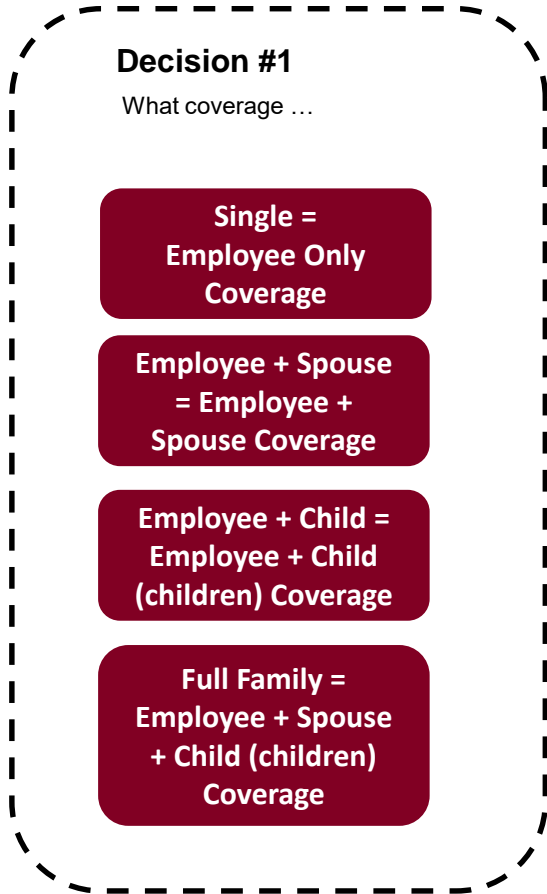 Decision #1
What coverage …
Single =
Employee Only
Coverage
Employee + Spouse
= Employee +
Spouse Coverage
Employee + Child =
Employee + Child
(children) Coverage
Full Family =
Employee + Spouse
+ Child (children)
Coverage